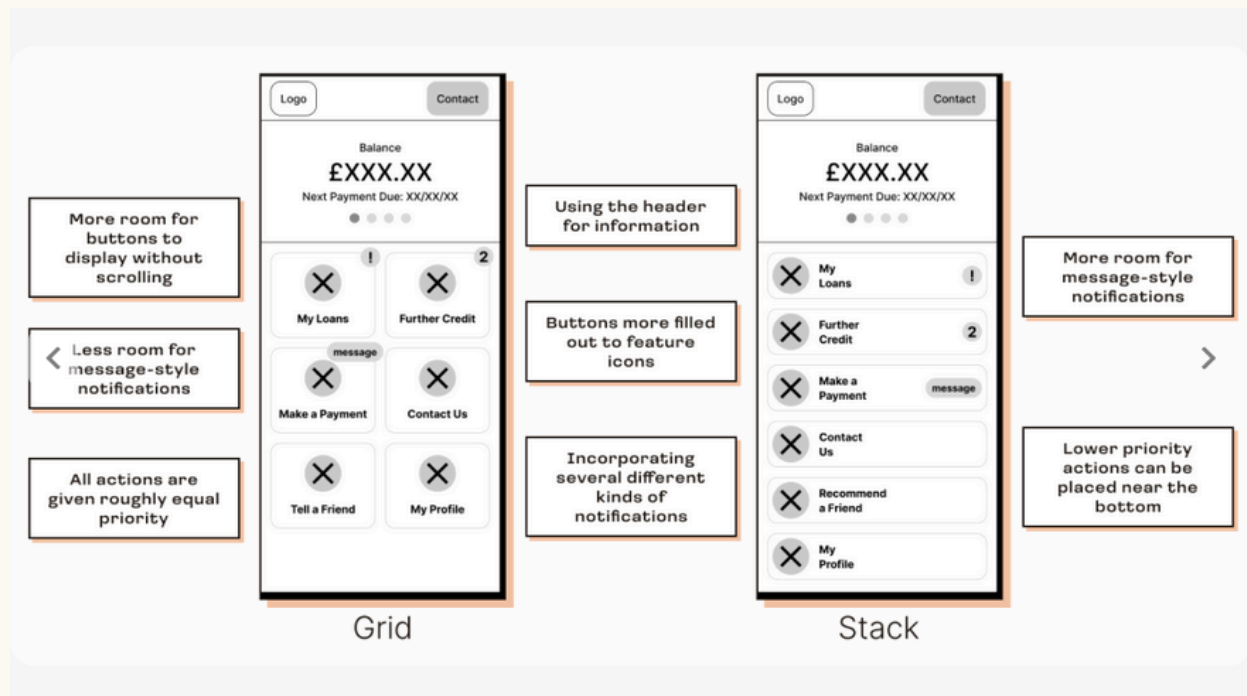 More room for
buttons to
display without
scrolling
Less room for
message-style
notifications
All actions are
given roughly equal
priority
Logo
Contact
Balance
£XXX.XX
Next Payment Due: XX/XX/XX
!
2
My Loans
Further Credit
message
Make a Payment
Contact Us
Tell a Friend
My Profile
Grid
Using the header
for information
Buttons more filled
out to feature
icons
Incorporating
several different
kinds of
notifications
Logo
Contact
Balance
£XXX.XX
Next Payment Due: XX/XX/XX
My
Loans
!
Further
Credit
2
Make a
Payment
message
Contact
Us
Recommend
a Friend
My
Profile
Stack
More room for
message-style
notifications
Lower priority
actions can be
placed near the
bottom